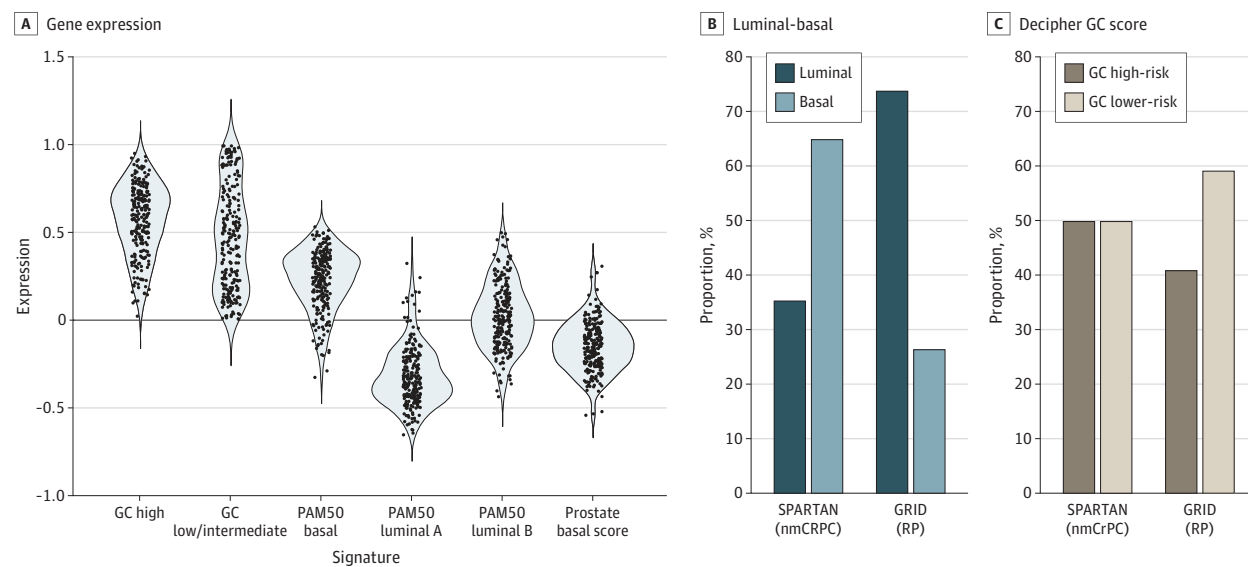 A Gene expression
1.5
1.0
0.5
0
-0.5
-1.0
Expression
GC high
GC
low/intermediate
PAM50
basal
PAM50
luminal A
PAM50
luminal B
Prostate
basal score
Signature
B Luminal-basal
80
70
60
50
40
30
20
10
0
Proportion, %
Luminal
Basal
SPARTAN
(nmCRPC)
GRID
(RP)
C Decipher GC score
80
70
60
50
40
30
20
10
0
Proportion, %
GC high-risk
GC lower-risk
SPARTAN
(nmCrPC)
GRID
(RP)